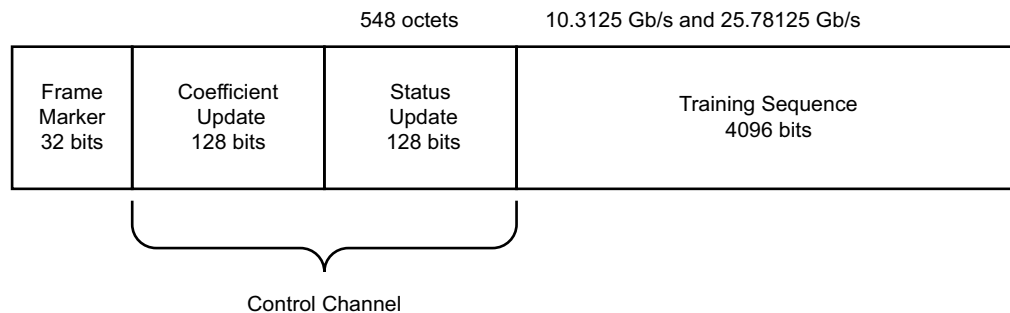 548 octets
10.3125 Gb/s and 25.78125 Gb/s
Frame
Marker
32 bits
Coefficient
Update
128 bits
Status
Update
128 bits
Training Sequence
4096 bits
Control Channel